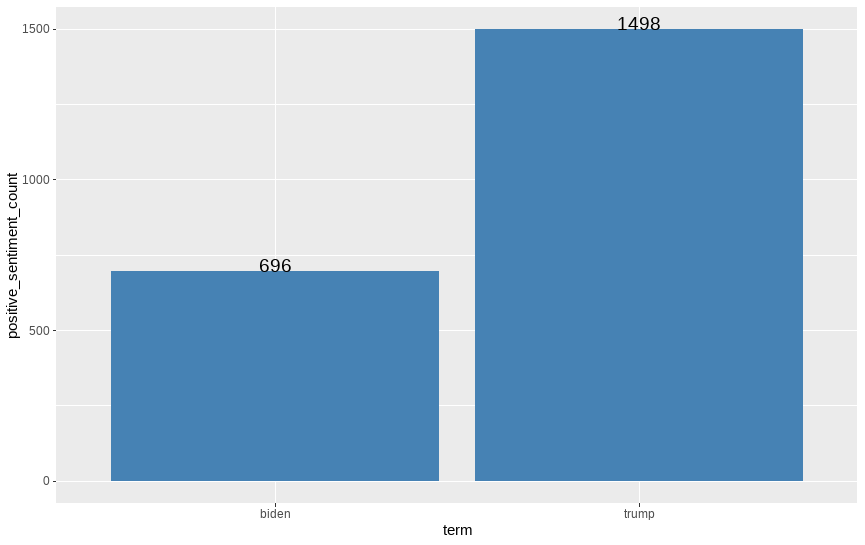 1500
1498
1000
positive_sentiment_count
696
500
0
biden
trump
term